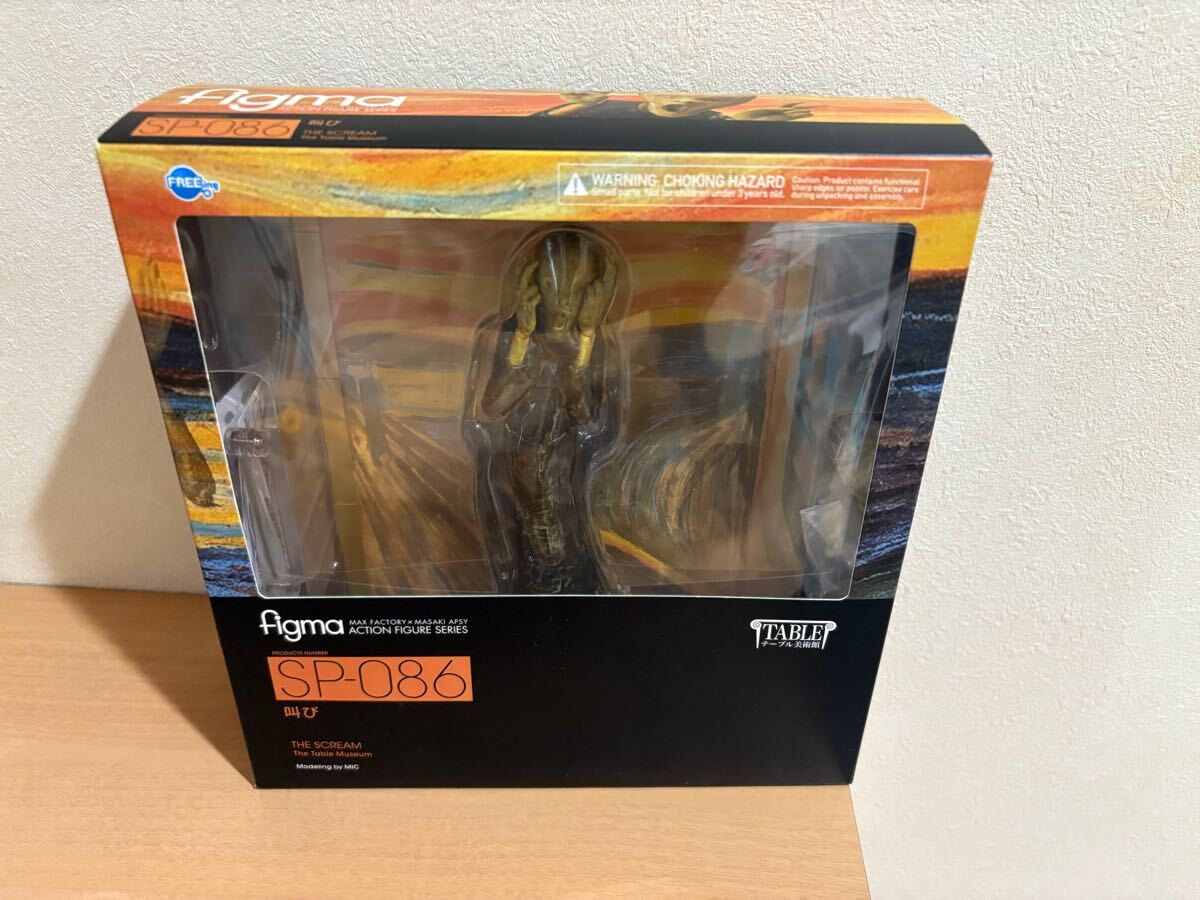 figma
SP-086
叫び
THE SCREAM
The Table Museum
FREEing
WARNING: CHOKING HAZARD
Small parts. Not for children under 3 years old.
Caution: Product contains functional
sharp edges (or points). Exercise care
during unpacking and assembly.
figma
MAX FACTORY × MASAKI APSY
ACTION FIGURE SERIES
TABLE
テーブル美術館
PRODUCTS NUMBER
SP-086
叫び
THE SCREAM
The Table Museum
Modeling by MIC